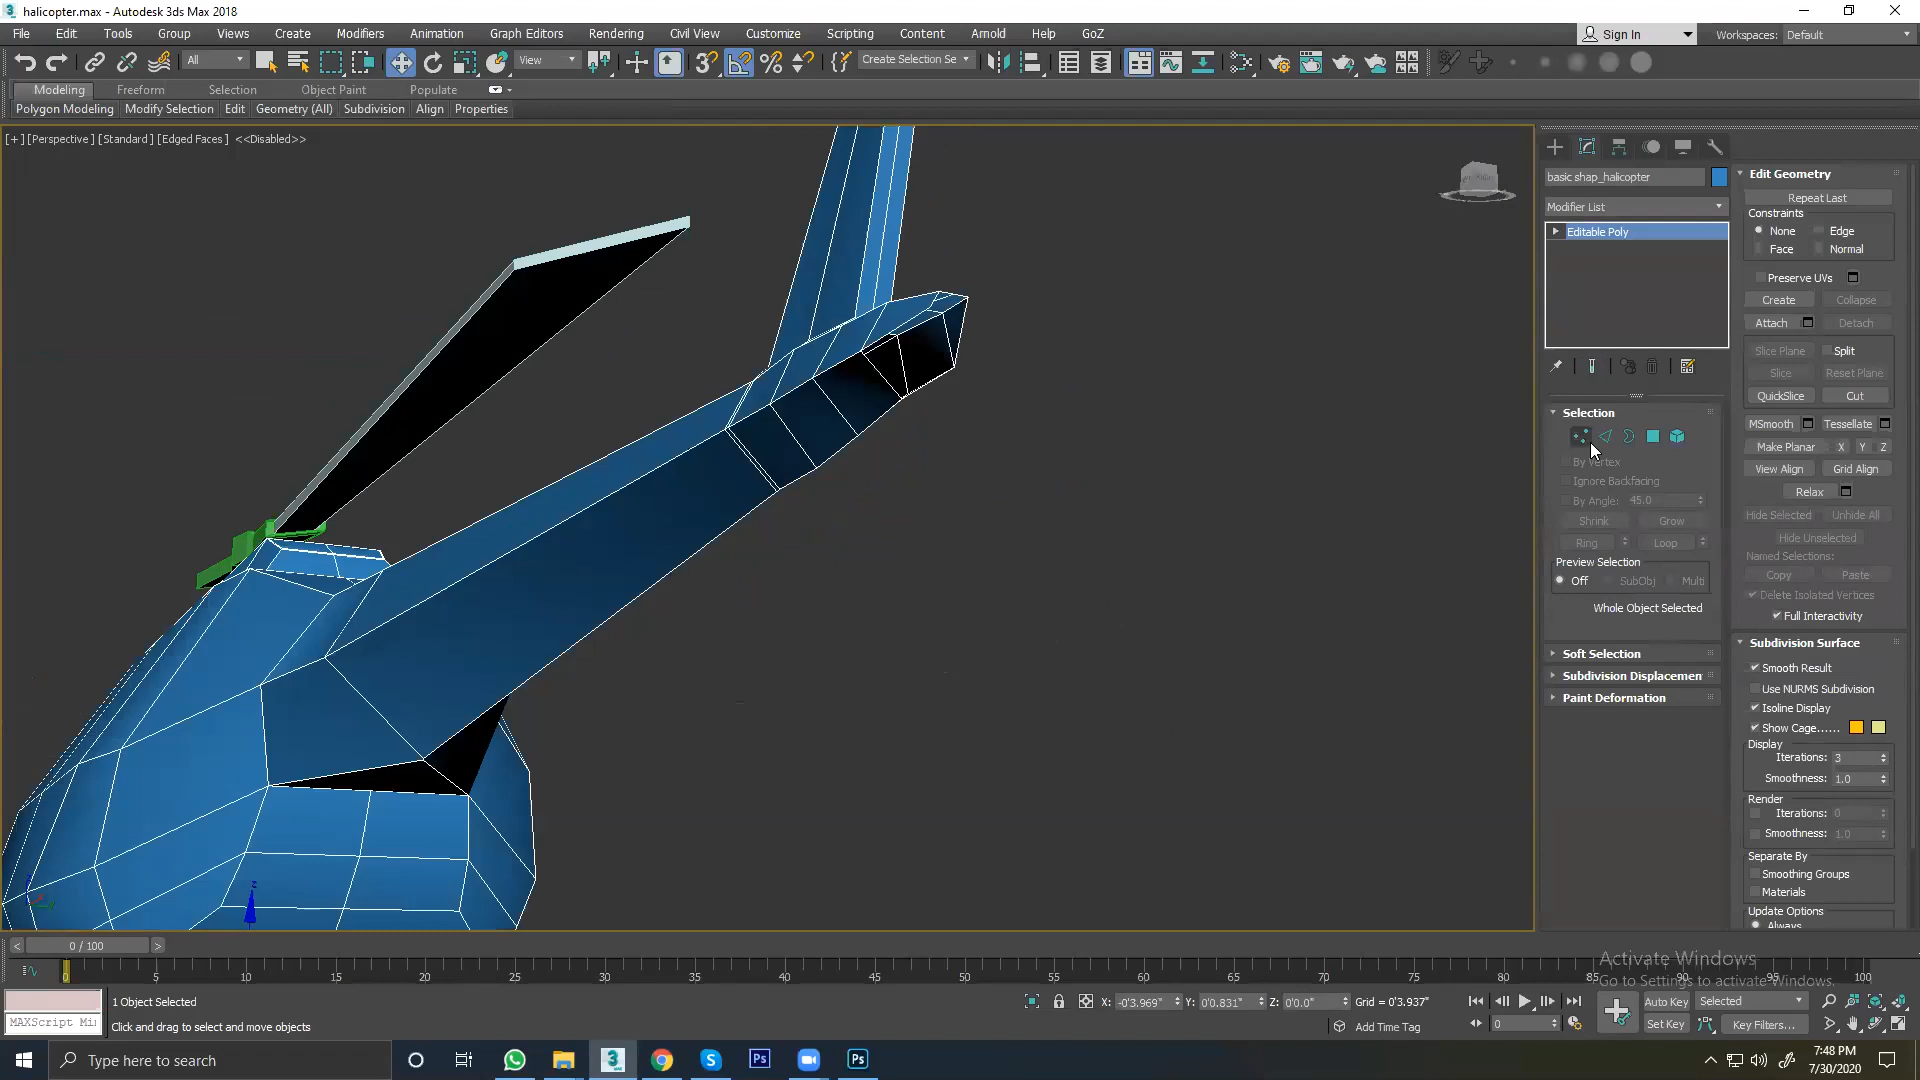 halicopter.max - Autodesk 3ds Max 2018
File Edit Tools Group Views Create Modifiers Animation Graph Editors Rendering Civil View Customize Scripting Content Arnold Help GoZ
Sign In Workspaces: Default
All View Create Selection Se
Modeling Freeform Selection Object Paint Populate
Polygon Modeling Modify Selection Edit Geometry (All) Subdivision Align Properties
[+] [Perspective] [Standard] [Edged Faces] <<Disabled>>
basic shap_halicopter
Modifier List
Editable Poly
Selection
By Vertex
Ignore Backfacing
By Angle: 45.0
Shrink Grow
Ring Loop
Preview Selection
Off SubObj Multi
Whole Object Selected
Soft Selection
Subdivision Displacemen
Paint Deformation
Edit Geometry
Repeat Last
Constraints
None Edge
Face Normal
Preserve UVs
Create Collapse
Attach Detach
Slice Plane Split
Slice Reset Plane
QuickSlice Cut
MSmooth Tessellate
Make Planar X Y Z
View Align Grid Align
Relax
Hide Selected Unhide All
Hide Unselected
Named Selections:
Copy Paste
Delete Isolated Vertices
Full Interactivity
Subdivision Surface
Smooth Result
Use NURMS Subdivision
Isoline Display
Show Cage......
Display
Iterations: 3
Smoothness: 1.0
Render
Iterations: 0
Smoothness: 1.0
Separate By
Smoothing Groups
Materials
Update Options
Always
0 / 100
0 5 10 15 20 25 30 35 40 45 50 55 60 65 70 75 80 85 90 95 100
Activate Windows
Go to Settings to activate Windows.
1 Object Selected
X: -0'3.969" Y: 0'0.831" Z: 0'0.0" Grid = 0'3.937"
Auto Key Selected
MAXScript Mi
Click and drag to select and move objects
Add Time Tag
0
Set Key Key Filters...
Type here to search
7:48 PM
7/30/2020